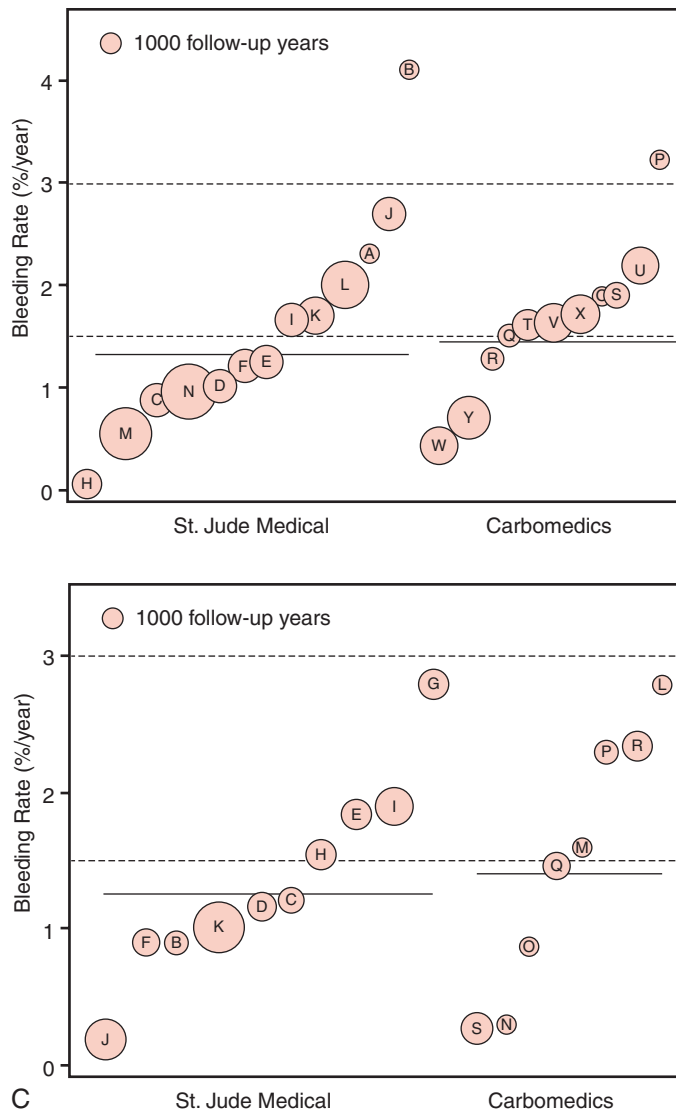 1000 follow-up years
4
3
2
1
0
Bleeding Rate (%/year)
H
M
C
N
D
F
E
I
K
L
A
J
B
W
Y
R
Q
T
V
X
O
S
U
P
St. Jude Medical
Carbomedics
1000 follow-up years
3
2
1
0
Bleeding Rate (%/year)
J
F
B
K
D
C
H
E
I
G
S
N
O
Q
M
P
R
L
C
St. Jude Medical
Carbomedics